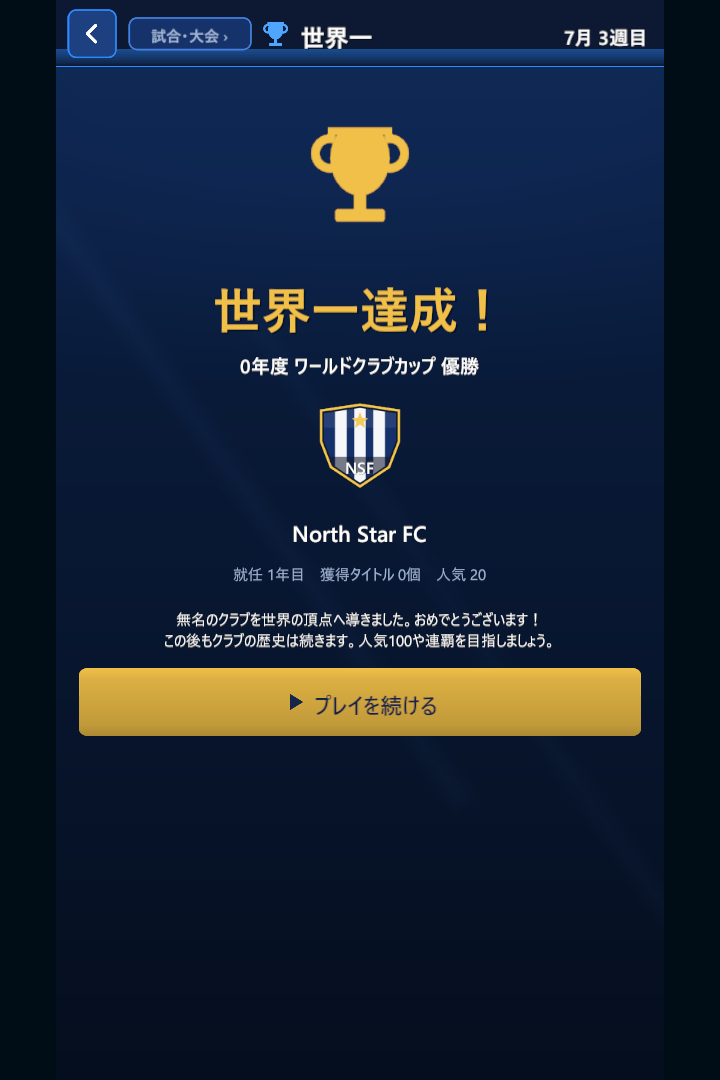 試合・大会 ›
世界一
7月 3週目
世界一達成！
0年度 ワールドクラブカップ 優勝
NSF
North Star FC
就任 1年目 獲得タイトル 0個 人気 20
無名のクラブを世界の頂点へ導きました。おめでとうございます！
この後もクラブの歴史は続きます。人気100や連覇を目指しましょう。
プレイを続ける